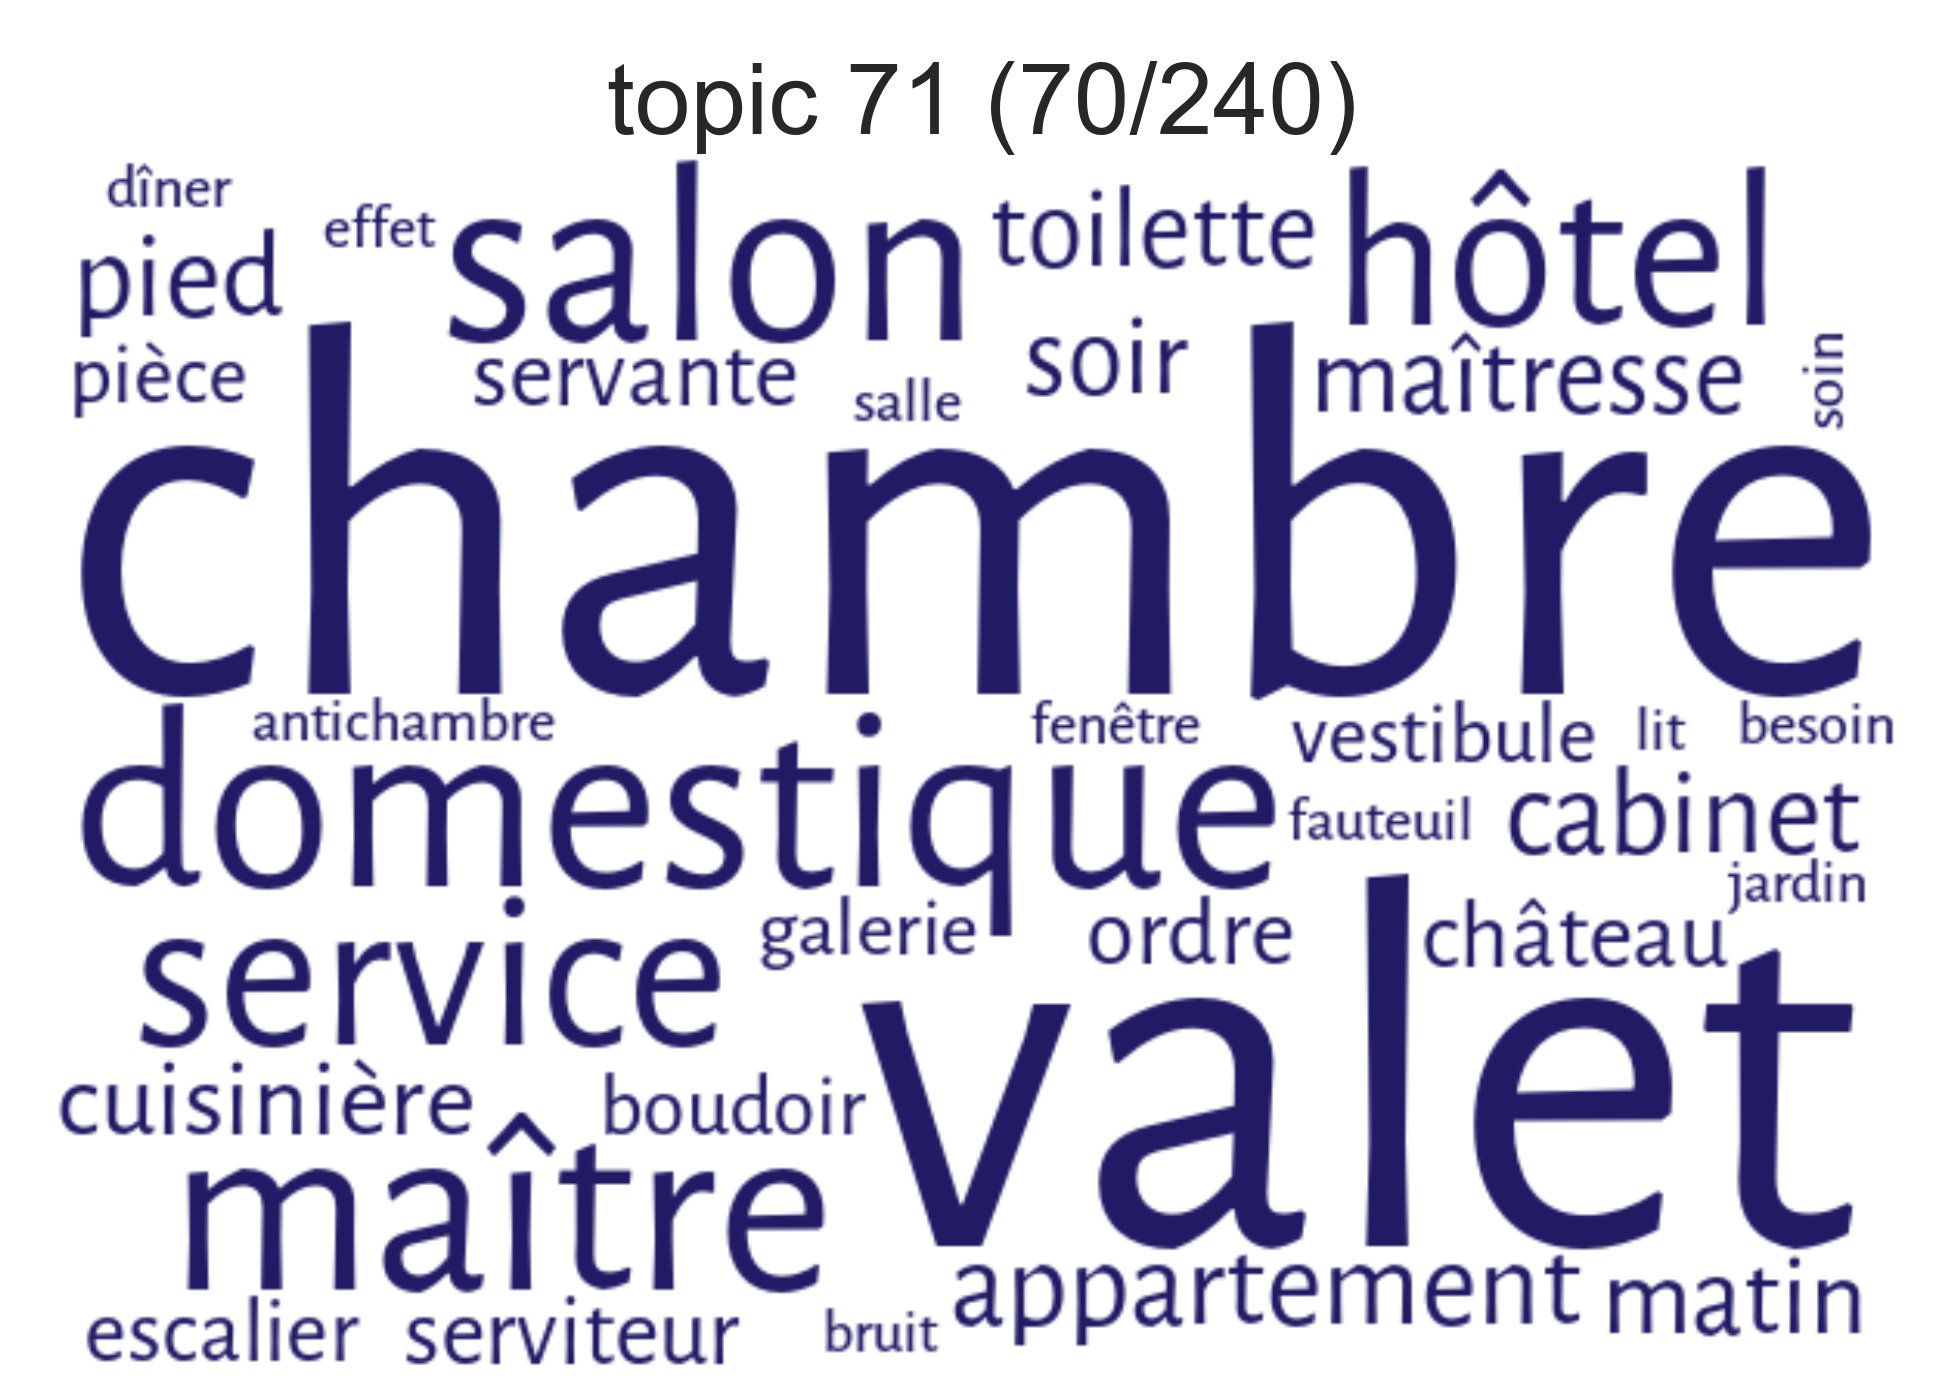 topic 71 (70/240)
dîner effet salon toilette hôtel
pied
pièce servante salle soir maîtresse soin
chambre
antichambre fenêtre vestibule lit besoin
domestique fauteuil cabinet
jardin
service galerie ordre château
cuisinière boudoir valet
maître
escalier serviteur bruit appartement matin